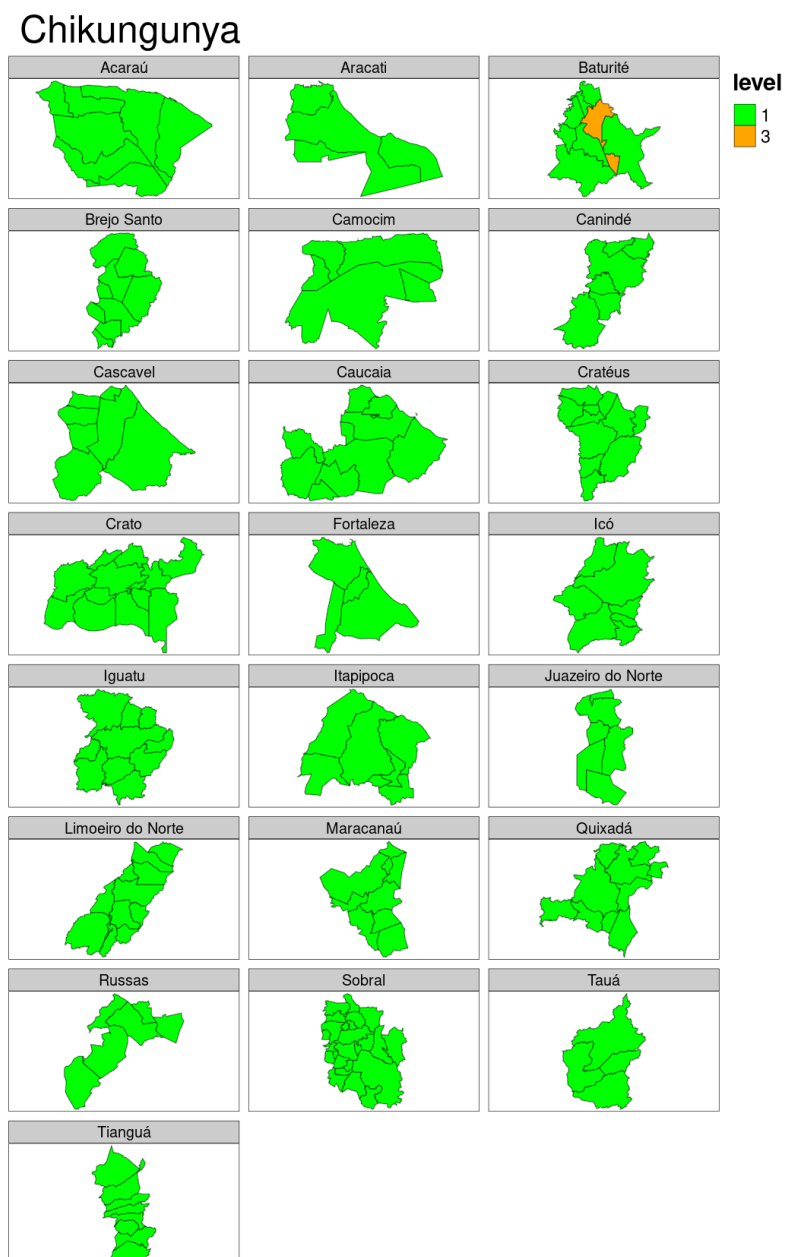 Chikungunya
Acaraú
Aracati
Baturité
level
1
3
Brejo Santo
Camocim
Canindé
Cascavel
Caucaia
Cratéus
Crato
Fortaleza
Icó
Iguatu
Itapipoca
Juazeiro do Norte
Limoeiro do Norte
Maracanaú
Quixadá
Russas
Sobral
Tauá
Tianguá